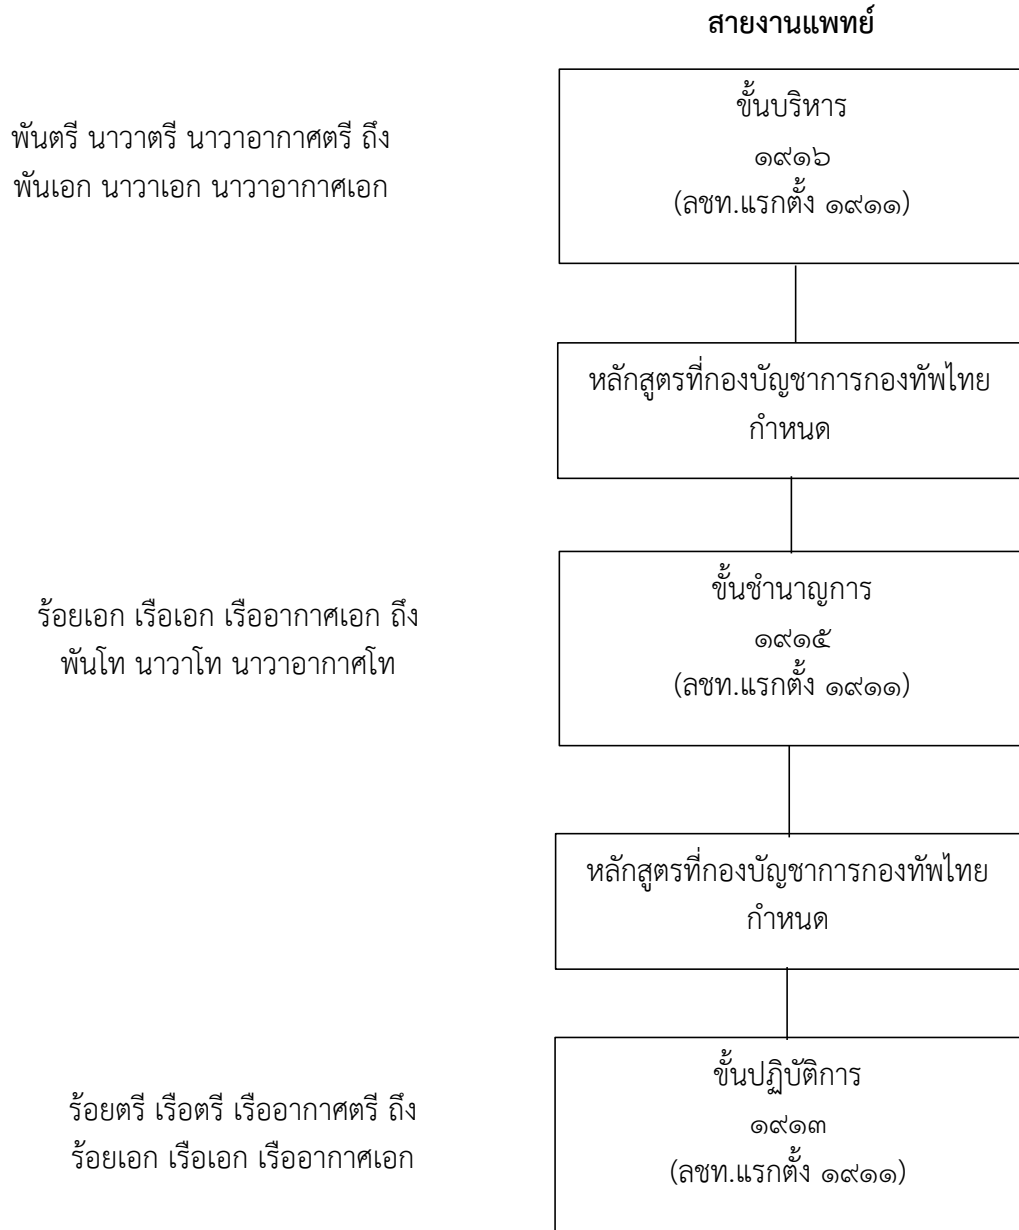 สายงานแพทย์
พันตรี นาวาตรี นาวาอากาศตรี ถึง
พันเอก นาวาเอก นาวาอากาศเอก
ขั้นบริหาร
๑๙๑๖
(ลชท.แรกตั้ง ๑๙๑๑)
หลักสูตรที่กองบัญชาการกองทัพไทย
กำหนด
ร้อยเอก เรือเอก เรืออากาศเอก ถึง
พันโท นาวาโท นาวาอากาศโท
ขั้นชำนาญการ
๑๙๑๕
(ลชท.แรกตั้ง ๑๙๑๑)
หลักสูตรที่กองบัญชาการกองทัพไทย
กำหนด
ร้อยตรี เรือตรี เรืออากาศตรี ถึง
ร้อยเอก เรือเอก เรืออากาศเอก
ขั้นปฏิบัติการ
๑๙๑๓
(ลชท.แรกตั้ง ๑๙๑๑)